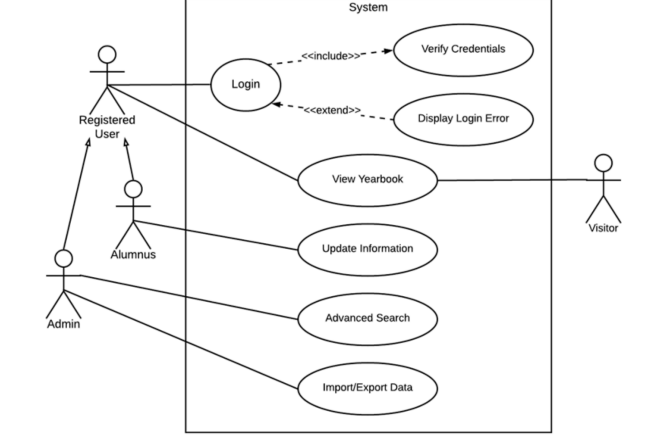 System
<<include>>
Verify Credentials
Login
<<extend>>
Display Login Error
Registered
User
View Yearbook
Visitor
Alumnus
Update Information
Admin
Advanced Search
Import/Export Data